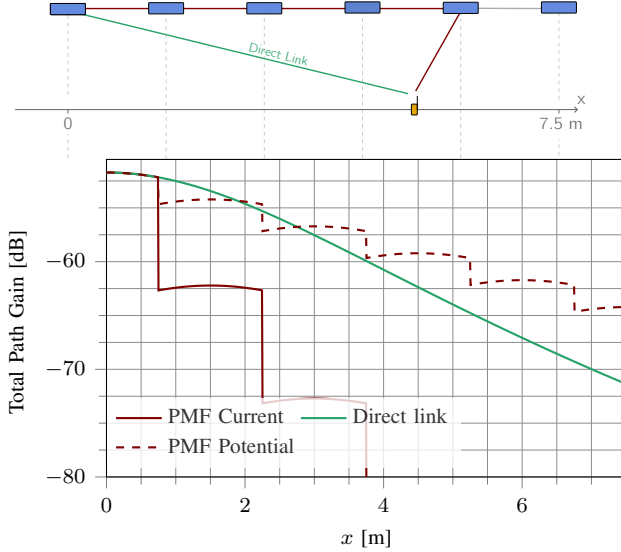 Direct Link
x
0
7.5 m
Total Path Gain [dB]
−60
−70
−80
PMF Current
Direct link
PMF Potential
0
2
4
6
x [m]